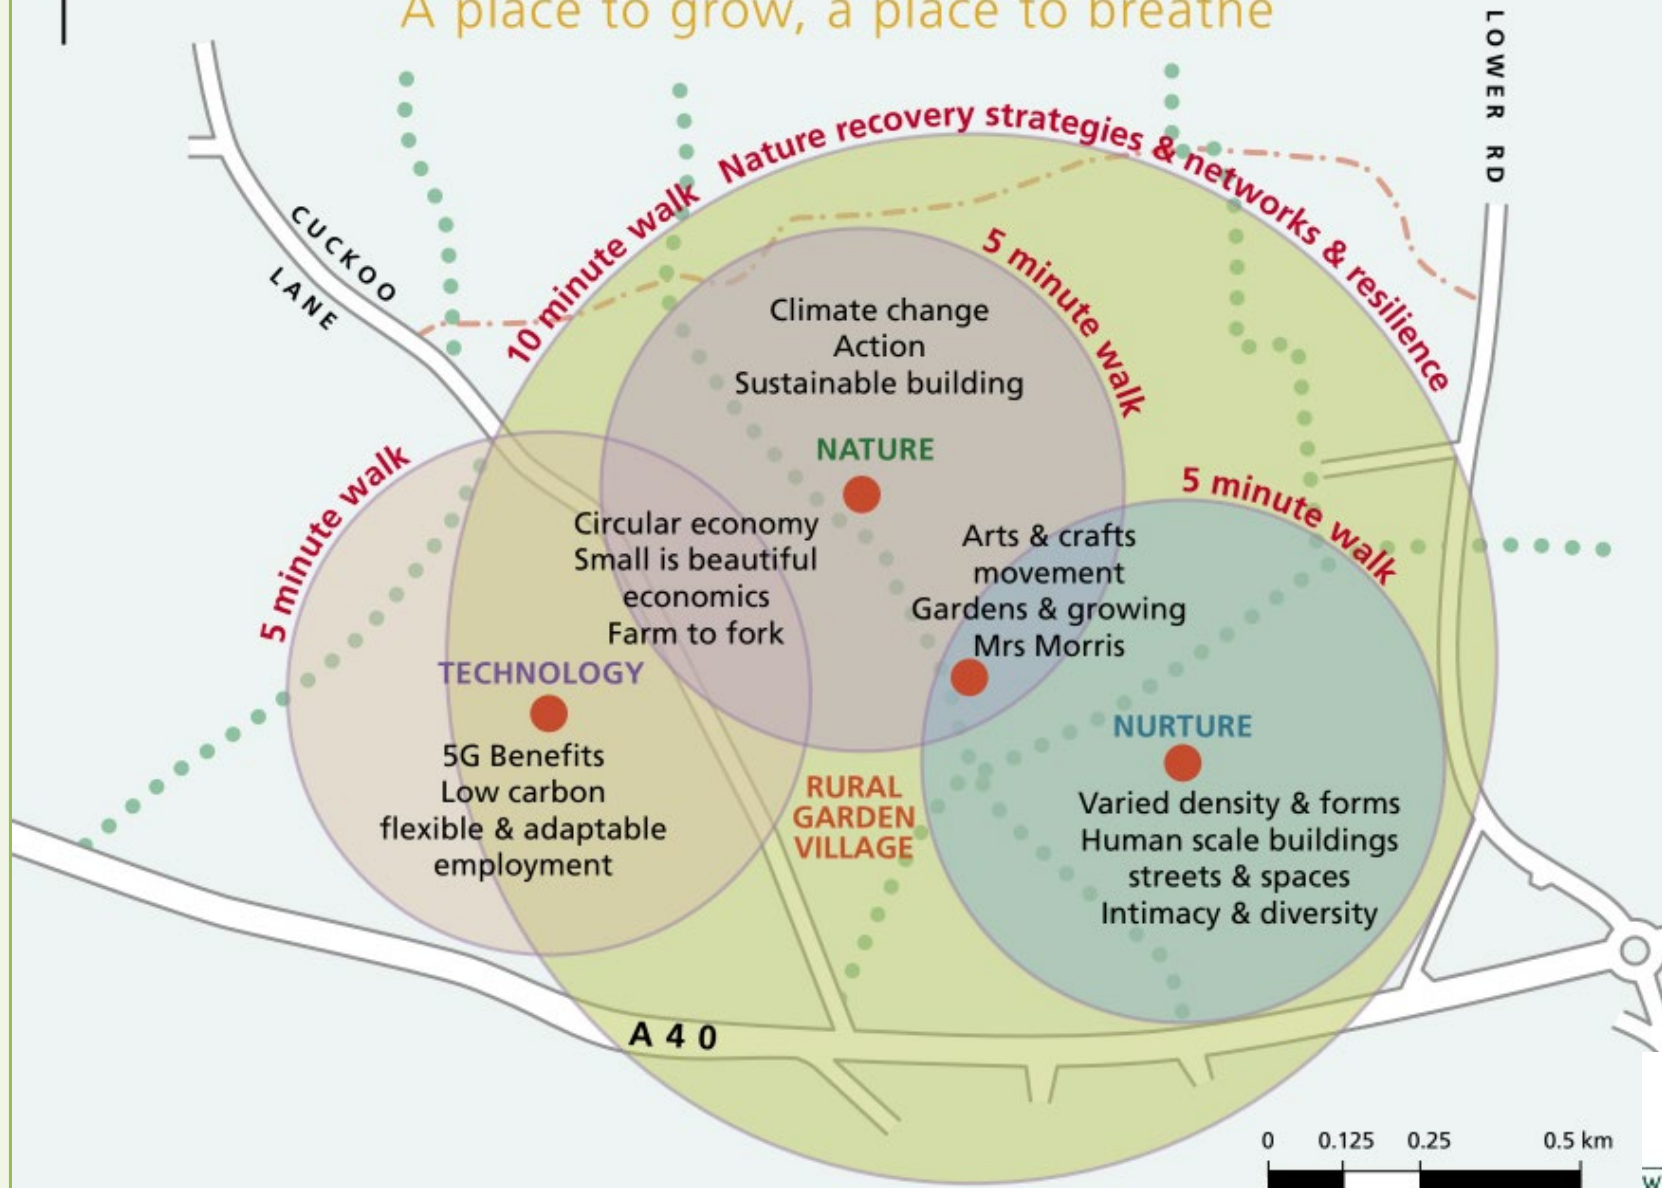 A place to grow, a place to breathe
LOWER RD
CUCKOO
LANE
10 minute walk
Nature recovery strategies & networks & resilience
5 minute walk
Climate change
Action
Sustainable building
NATURE
5 minute walk
5 minute walk
Circular economy
Small is beautiful
economics
Farm to fork
Arts & crafts
movement
Gardens & growing
Mrs Morris
TECHNOLOGY
5G Benefits
Low carbon
flexible & adaptable
employment
NURTURE
Varied density & forms
Human scale buildings
streets & spaces
Intimacy & diversity
RURAL
GARDEN
VILLAGE
A40
0 0.125 0.25 0.5 km